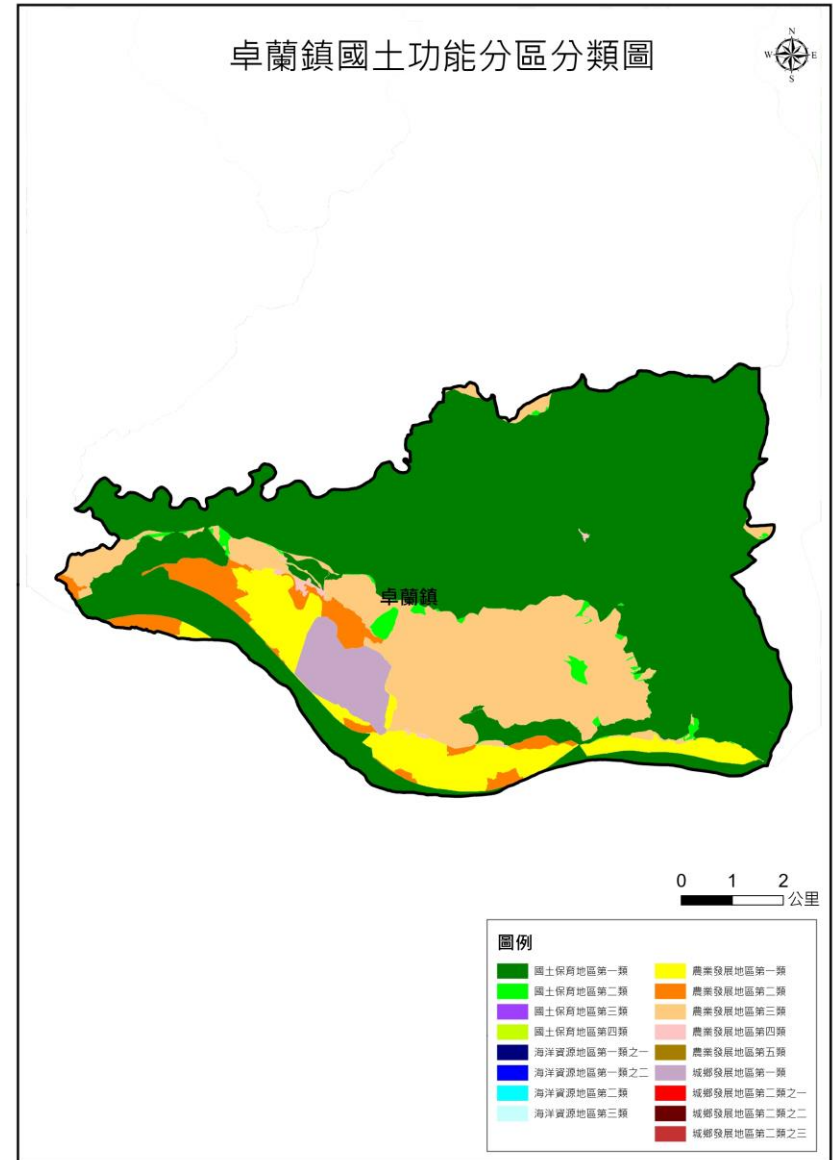 卓蘭鎮國土功能分區分類圖
N
W E
S
卓蘭鎮
0 1 2
公里
圖例
國土保育地區第一類
國土保育地區第二類
國土保育地區第三類
國土保育地區第四類
海洋資源地區第一類之一
海洋資源地區第一類之二
海洋資源地區第二類
海洋資源地區第三類
農業發展地區第一類
農業發展地區第二類
農業發展地區第三類
農業發展地區第四類
農業發展地區第五類
城鄉發展地區第一類
城鄉發展地區第二類之一
城鄉發展地區第二類之二
城鄉發展地區第二類之三